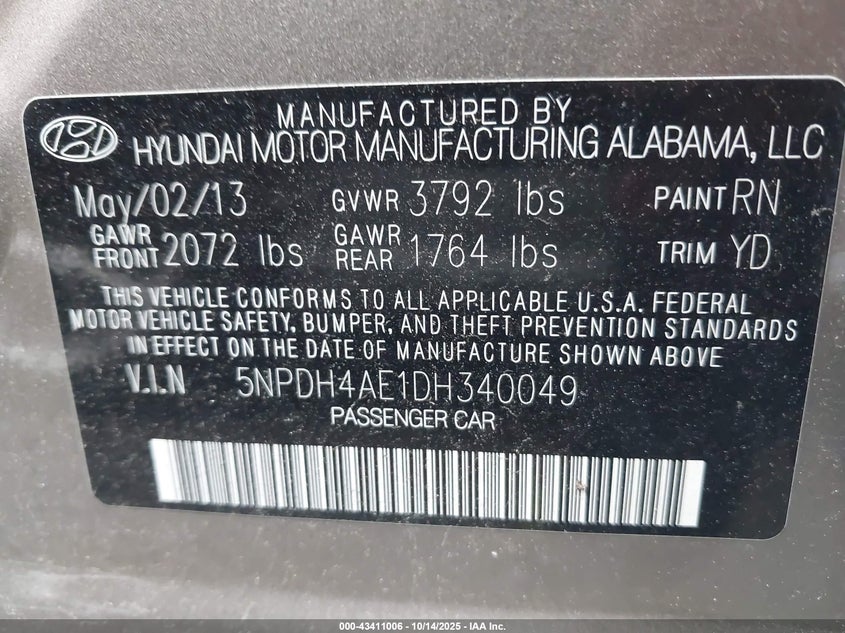 MANUFACTURED BY
HYUNDAI MOTOR MANUFACTURING ALABAMA, LLC
May/02/13 GVWR 3792 lbs PAINT RN
GAWR FRONT 2072 lbs GAWR REAR 1764 lbs TRIM YD
THIS VEHICLE CONFORMS TO ALL APPLICABLE U.S.A. FEDERAL
MOTOR VEHICLE SAFETY, BUMPER, AND THEFT PREVENTION STANDARDS
IN EFFECT ON THE DATE OF MANUFACTURE SHOWN ABOVE
V.I.N 5NPDH4AE1DH340049
PASSENGER CAR
000-43411006 - 10/14/2025 - IAA Inc.